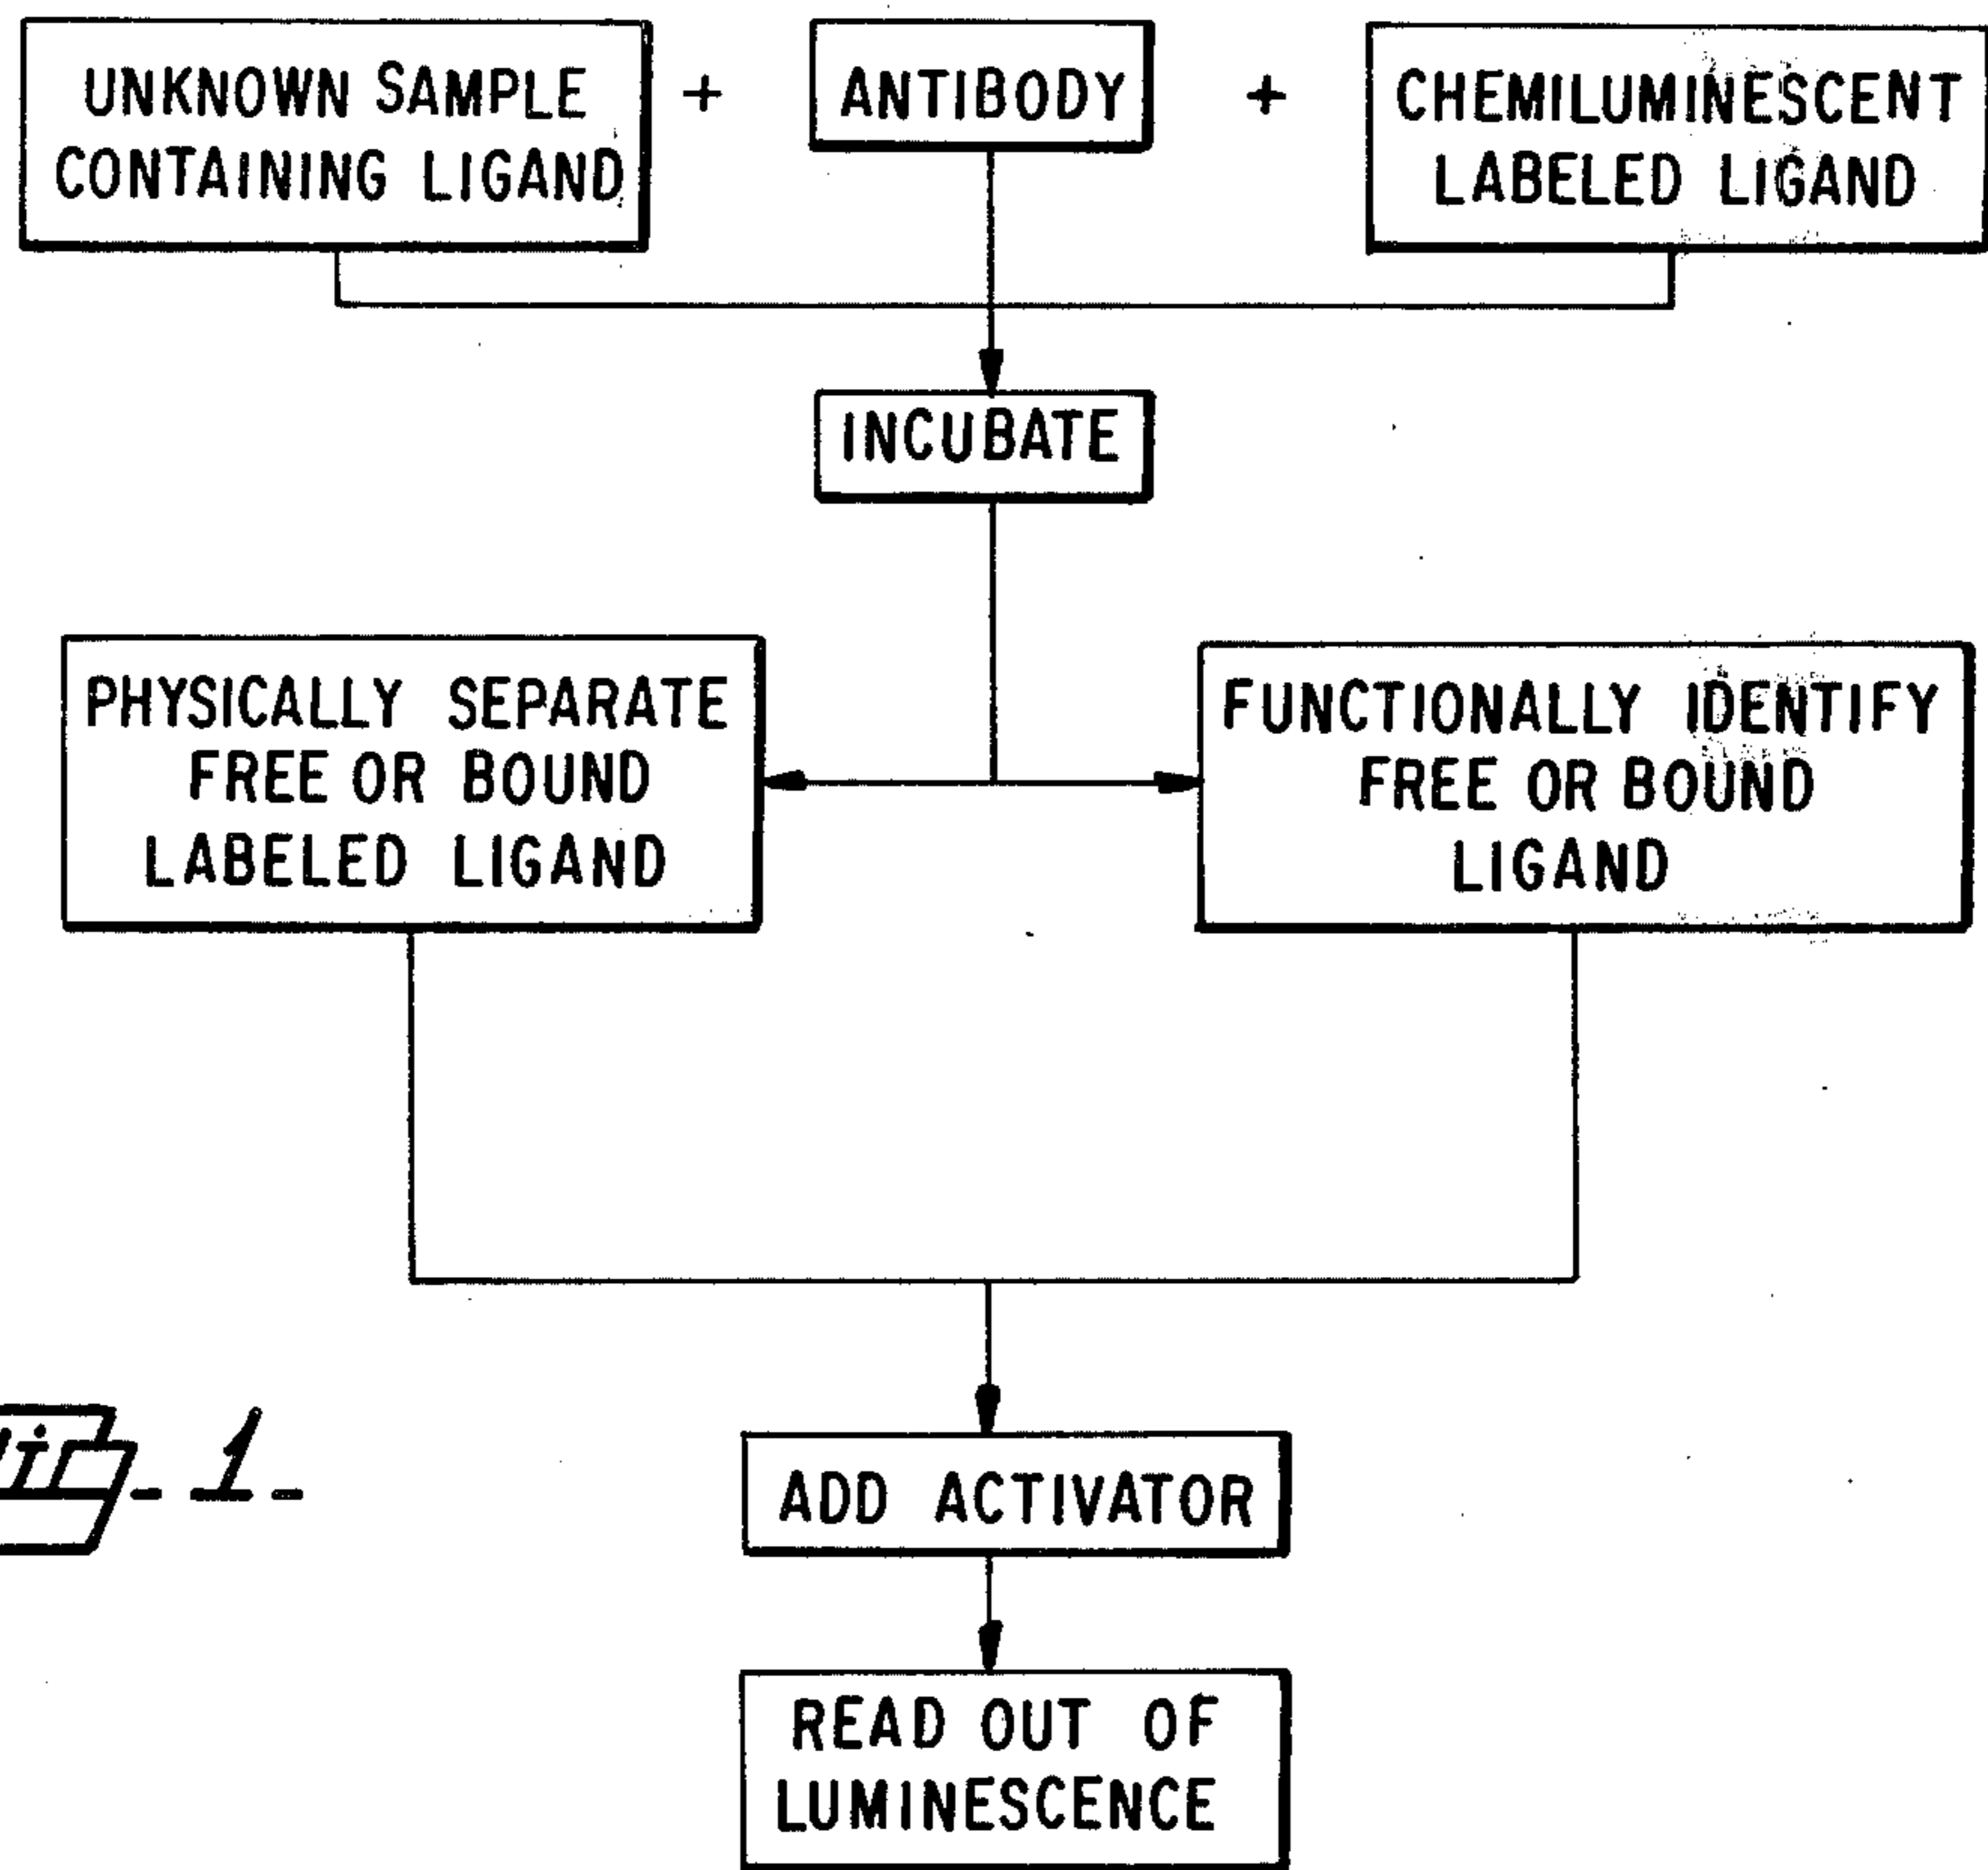 UNKNOWN SAMPLE + ANTIBODY + CHEMILUMINESCENT
CONTAINING LIGAND LABELED LIGAND
INCUBATE
PHYSICALLY SEPARATE
FREE OR BOUND
LABELED LIGAND
FUNCTIONALLY IDENTIFY
FREE OR BOUND
LIGAND
1
ADD ACTIVATOR
READ OUT OF
LUMINESCENCE